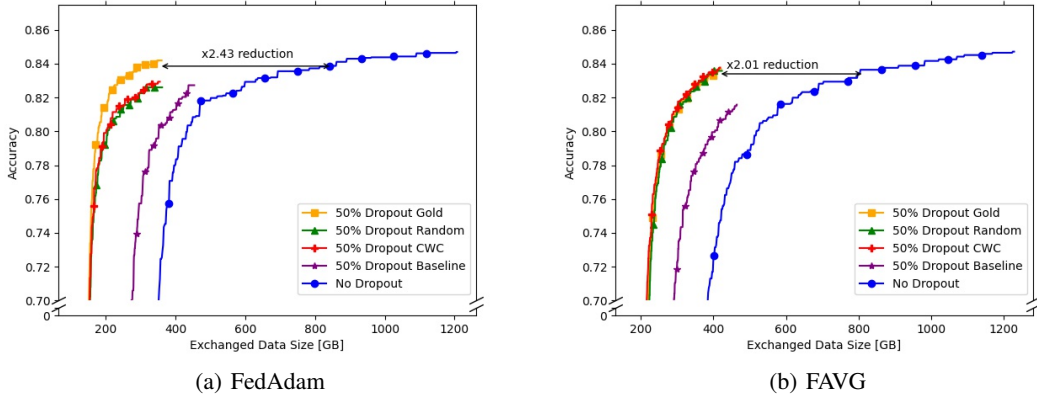 0.86
0.84
0.82
0.80
0.78
0.76
0.74
0.72
0.70
0
Accuracy
x2.43 reduction
50% Dropout Gold
50% Dropout Random
50% Dropout CWC
50% Dropout Baseline
No Dropout
200 400 600 800 1000 1200
Exchanged Data Size [GB]
(a) FedAdam
0.86
0.84
0.82
0.80
0.78
0.76
0.74
0.72
0.70
0
Accuracy
x2.01 reduction
50% Dropout Gold
50% Dropout Random
50% Dropout CWC
50% Dropout Baseline
No Dropout
200 400 600 800 1000 1200
Exchanged Data Size [GB]
(b) FAVG